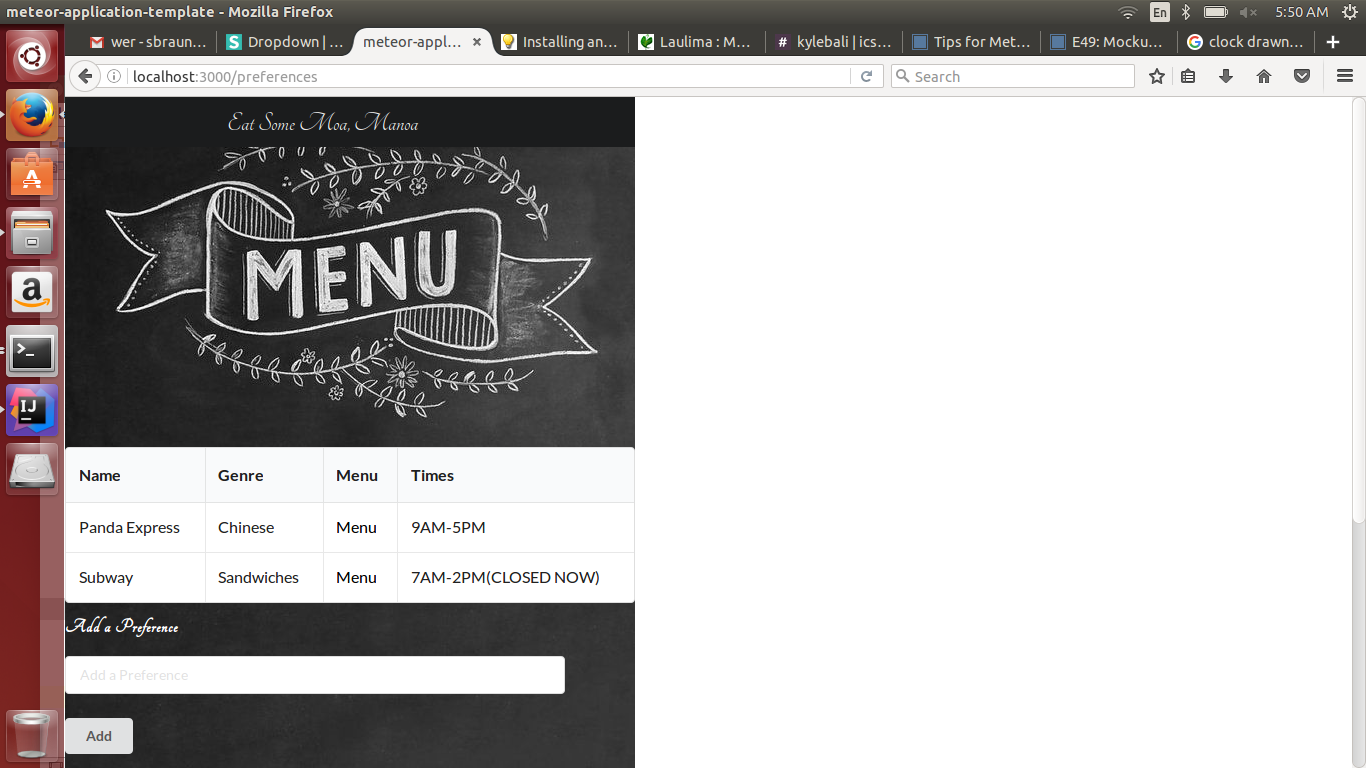 meteor-application-template - Mozilla Firefox
En
5:50 AM
wer - sbraun...
Dropdown | ...
meteor-appl...
Installing an...
Laulima : M...
kylebali | ics...
Tips for Met...
E49: Mocku...
clock drawn...
localhost:3000/preferences
Search
Eat Some Moa, Manoa
MENU
Name Genre Menu Times
Panda Express Chinese Menu 9AM-5PM
Subway Sandwiches Menu 7AM-2PM(CLOSED NOW)
Add a Preference
Add a Preference
Add